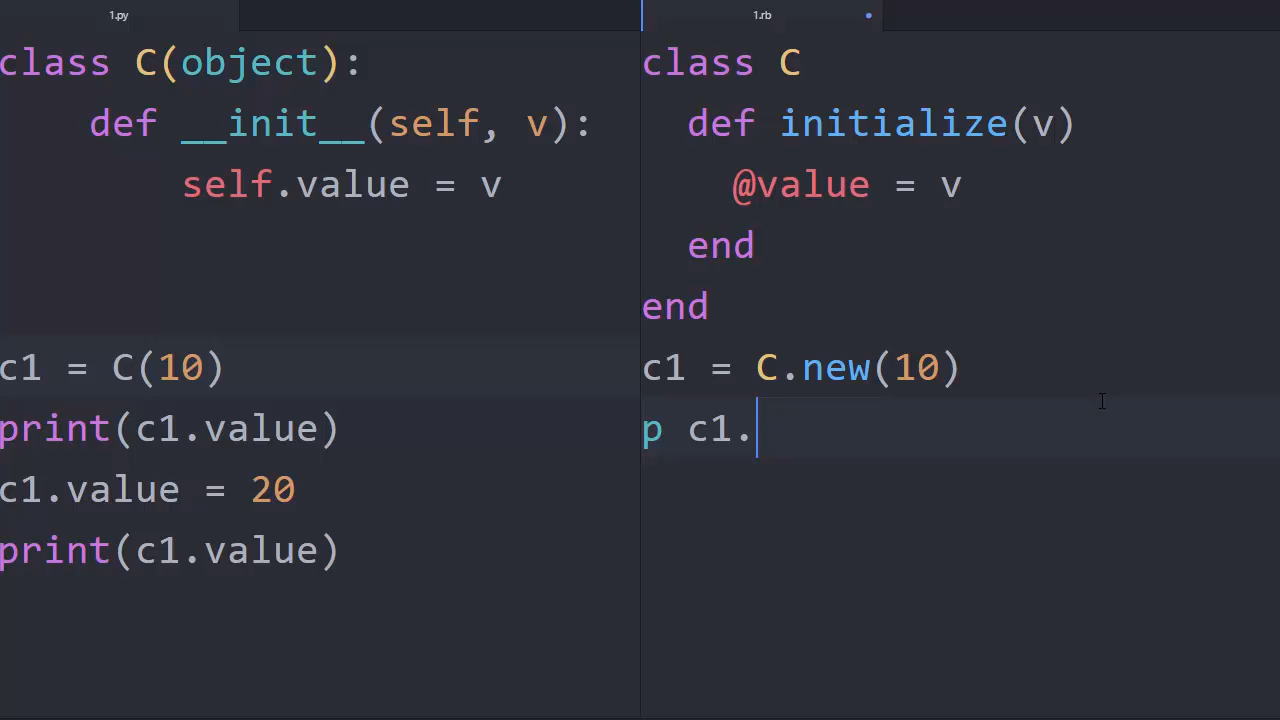 1.py
class C(object):
    def __init__(self, v):
        self.value = v
c1 = C(10)
print(c1.value)
c1.value = 20
print(c1.value)
1.rb
class C
  def initialize(v)
    @value = v
  end
end
c1 = C.new(10)
p c1.